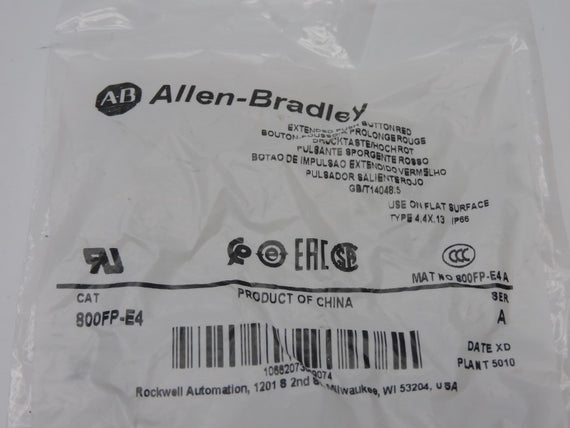 AB Allen-Bradley
EXTENDED PUSH BUTTON RED
BOUTON-POUSSOIR PROLONGE ROUGE
DRUCKTASTE/HOCH ROT
PULSANTE SPORGENTE ROSSO
BOTAO DE IMPULSAO EXTENDIDO VERMELHO
PULSADOR SALIENTE ROJO
GB/T14048.5
USE ON FLAT SURFACE
TYPE 4,4X,13 IP66
EAC
CCC
MAT NO 800FP-E4 A
CAT PRODUCT OF CHINA SER
800FP-E4 A
DATE XD
PLANT 5010
Rockwell Automation, 1201 S 2nd Milwaukee, WI 53204, USA